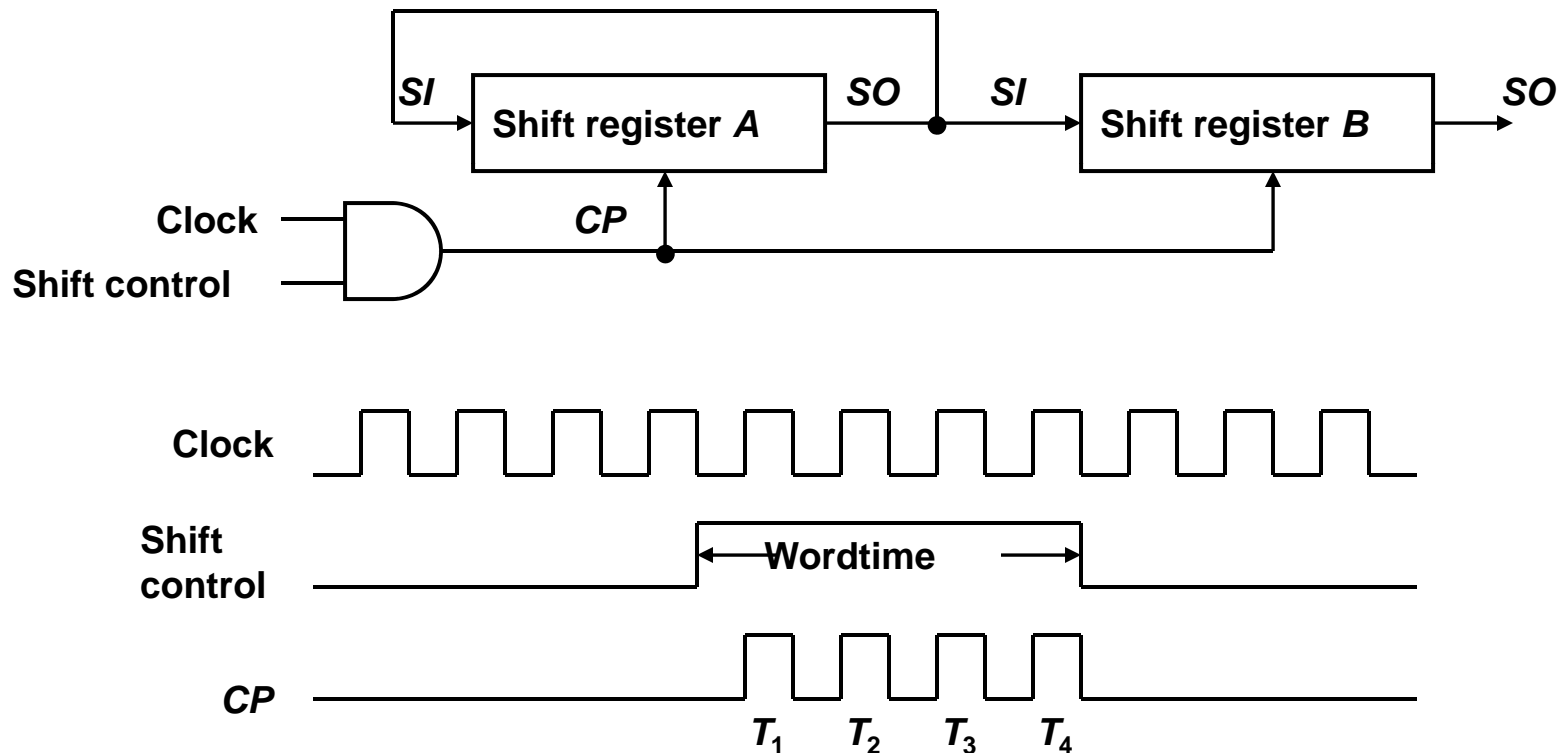 SI Shift register A SO SI Shift register B SO
Clock CP
Shift control
Clock
Shift
control
Wordtime
CP
T1 T2 T3 T4